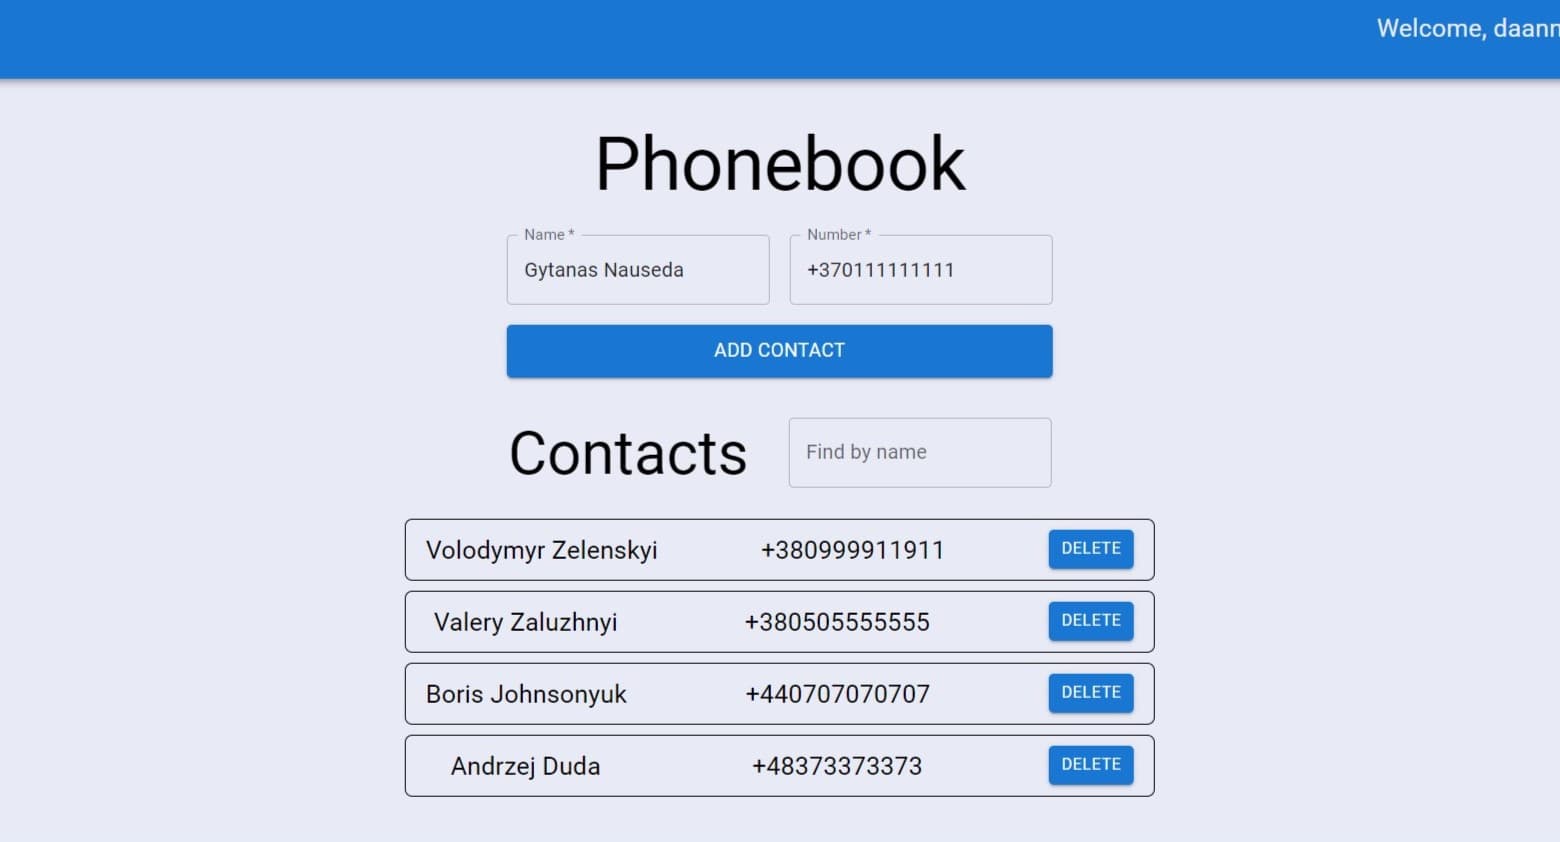 Welcome, daann
Phonebook
Name * Number *
Gytanas Nauseda +370111111111
ADD CONTACT
Contacts Find by name
Volodymyr Zelenskyi +380999911911 DELETE
Valery Zaluzhnyi +380505555555 DELETE
Boris Johnsonyuk +440707070707 DELETE
Andrzej Duda +48373373373 DELETE